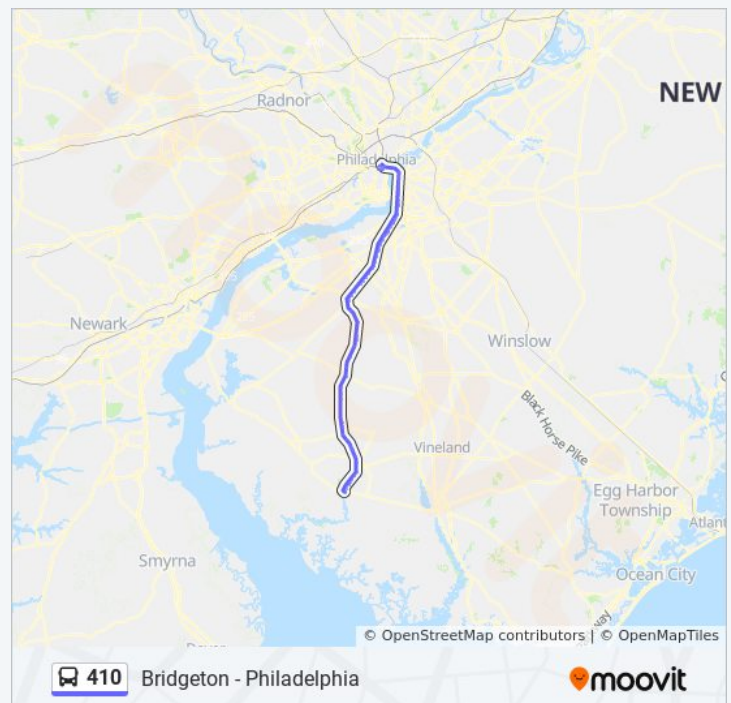 NEW
Radnor
Philadelphia
Newark
295
Winslow
Black Horse Pike
Vineland
Egg Harbor
Township
Atlan
Smyrna
Ocean City
© OpenStreetMap contributors | © OpenMapTiles
410 Bridgeton - Philadelphia
moovit